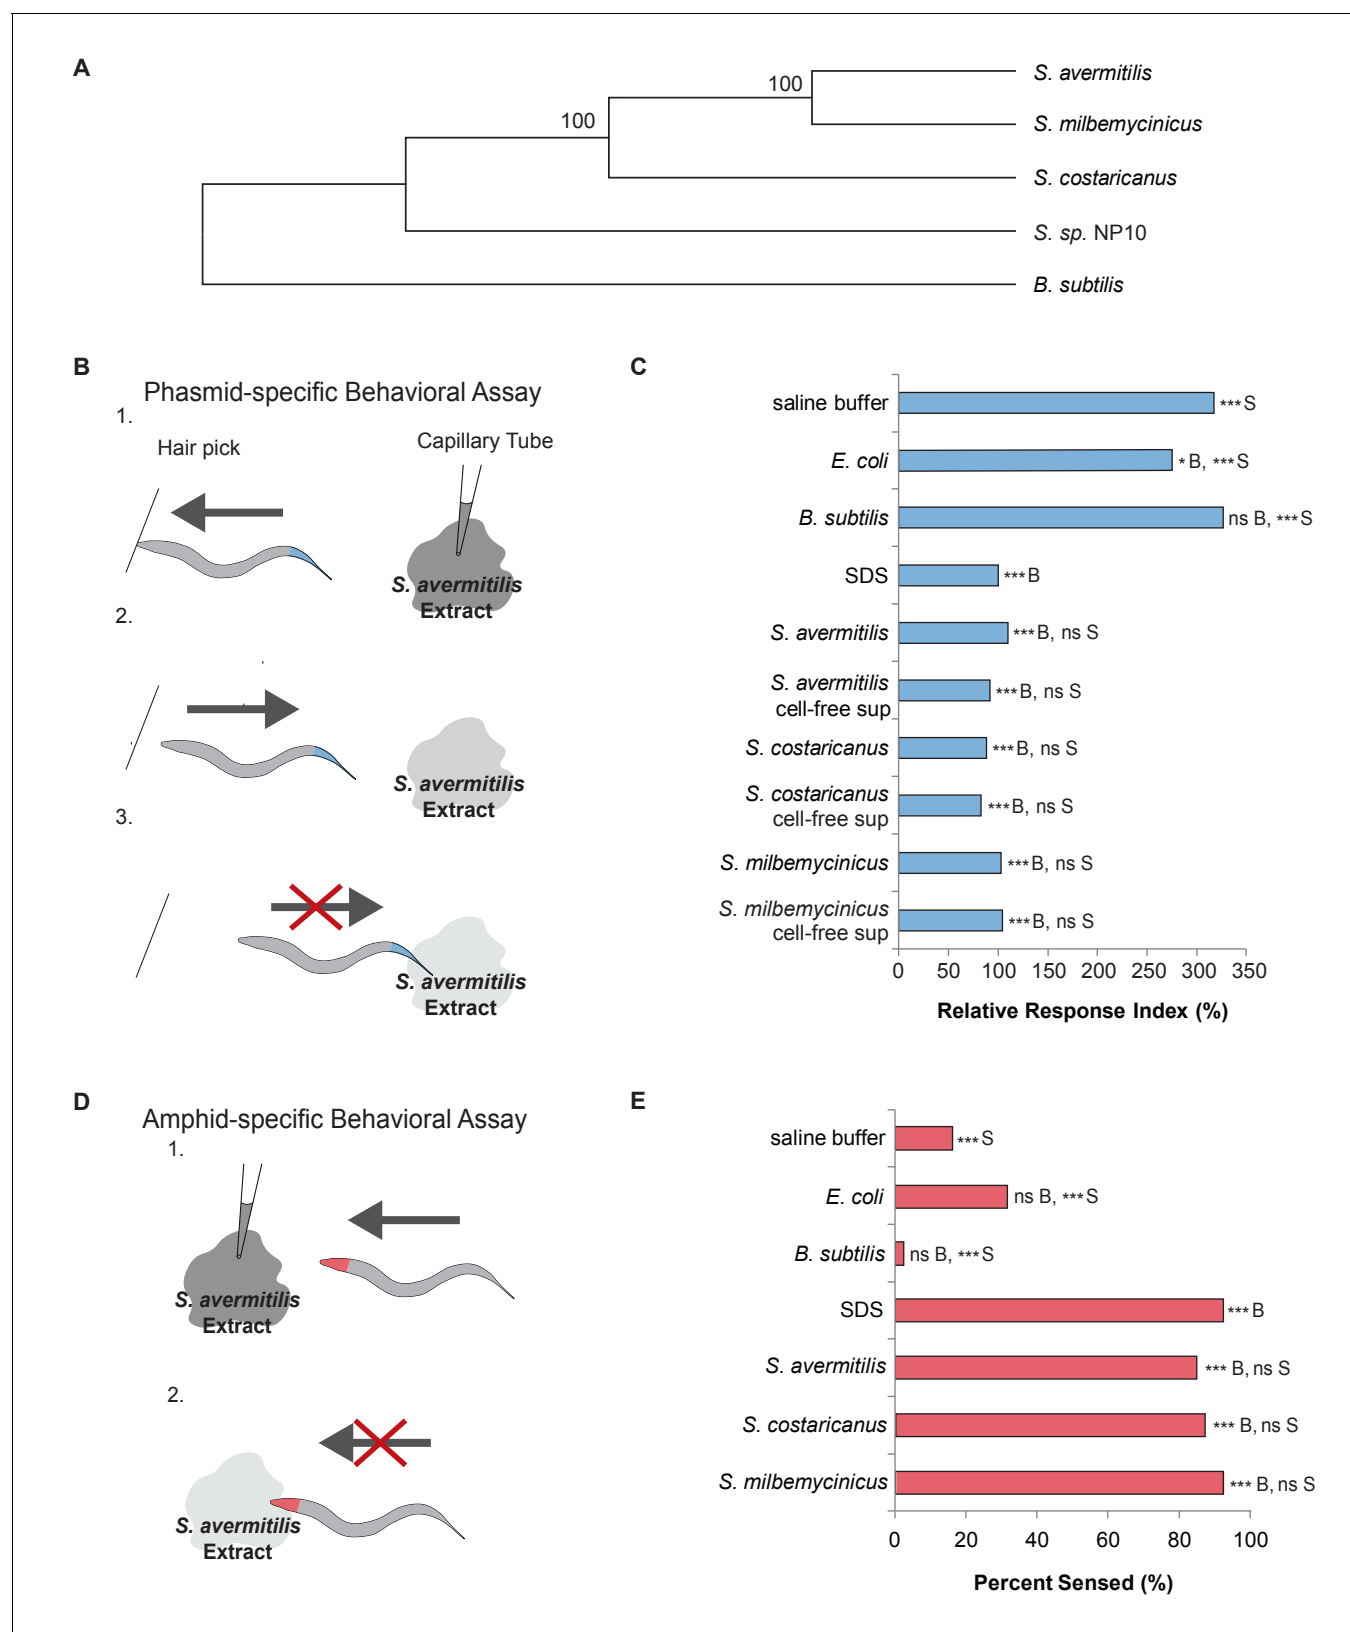 A
100
100
S. avermitilis
S. milbemycinicus
S. costaricanus
S. sp. NP10
B. subtilis
B
Phasmid-specific Behavioral Assay
1.
Hair pick
Capillary Tube
S. avermitilis
Extract
2.
S. avermitilis
Extract
3.
S. avermitilis
Extract
C
saline buffer
***S
E. coli
*B, ***S
B. subtilis
ns B, ***S
SDS
***B
S. avermitilis
***B, ns S
S. avermitilis
cell-free sup
***B, ns S
S. costaricanus
***B, ns S
S. costaricanus
cell-free sup
***B, ns S
S. milbemycinicus
***B, ns S
S. milbemycinicus
cell-free sup
***B, ns S
0 50 100 150 200 250 300 350
Relative Response Index (%)
D
Amphid-specific Behavioral Assay
1.
S. avermitilis
Extract
2.
S. avermitilis
Extract
E
saline buffer
***S
E. coli
ns B, ***S
B. subtilis
ns B, ***S
SDS
***B
S. avermitilis
*** B, ns S
S. costaricanus
*** B, ns S
S. milbemycinicus
*** B, ns S
0 20 40 60 80 100
Percent Sensed (%)